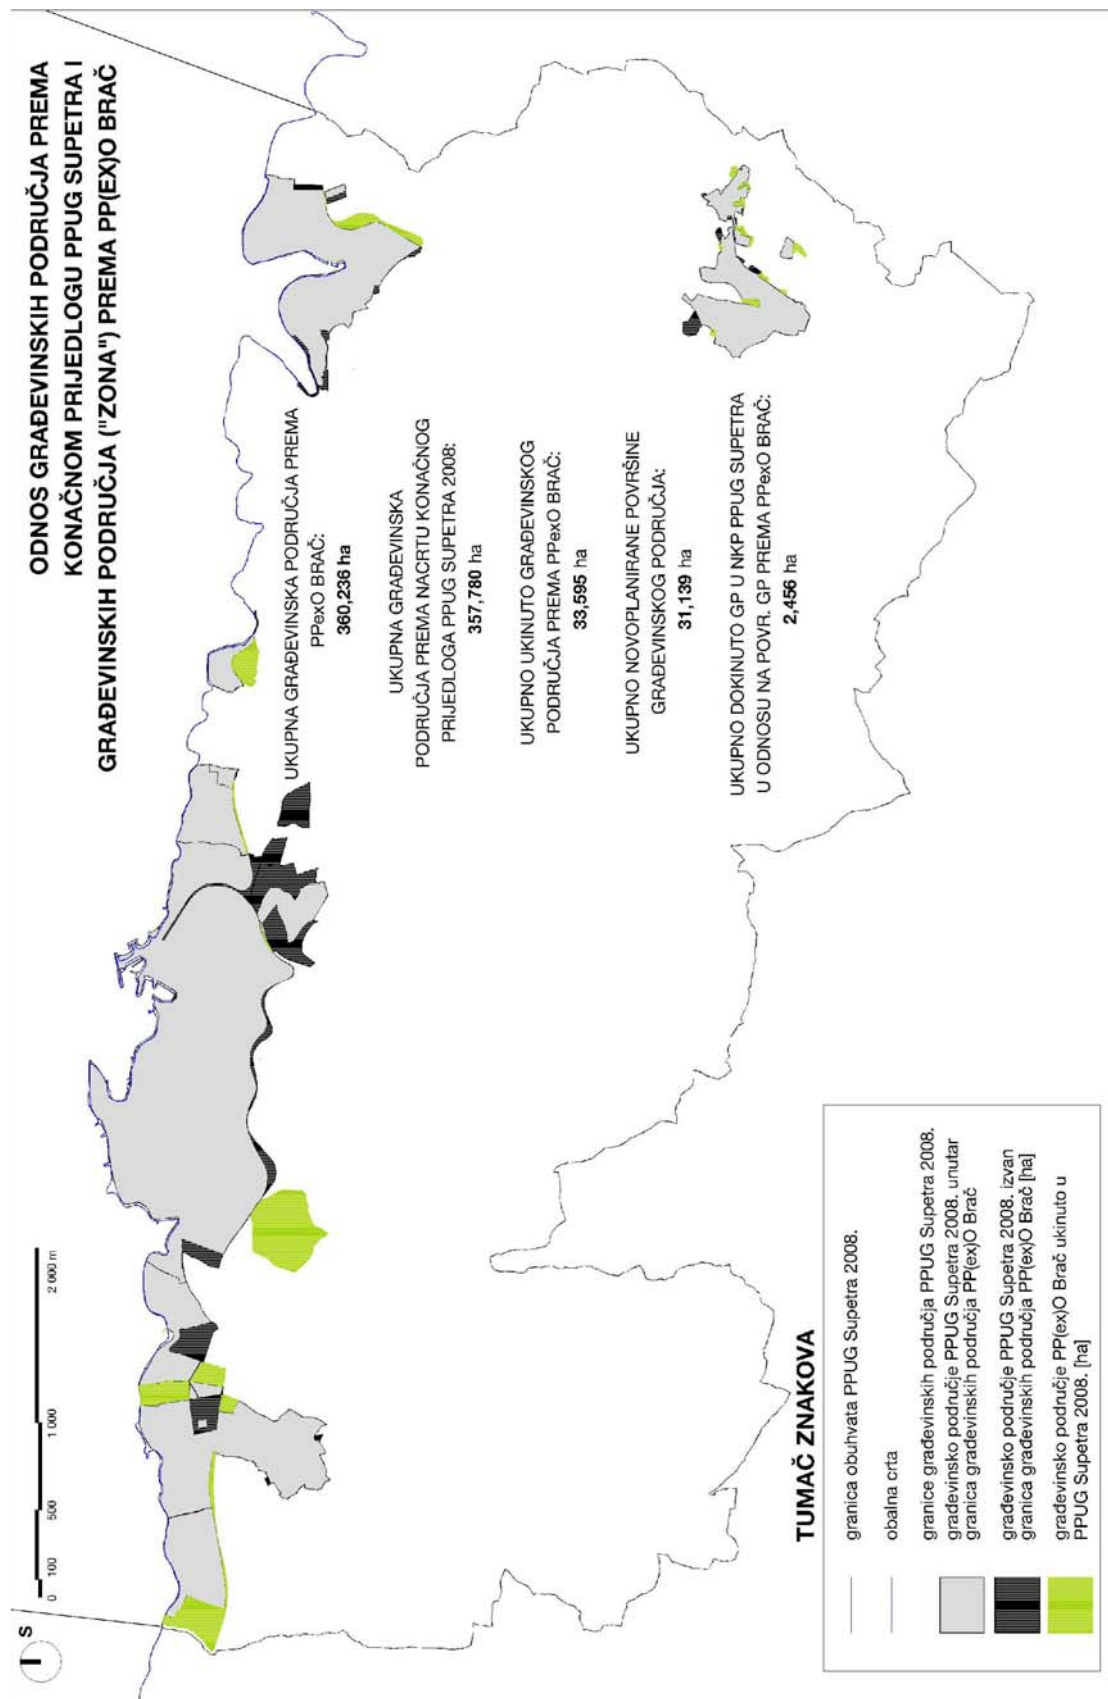 ODNOS GRAĐEVINSKIH PODRUČJA PREMA
KONAČNOM PRIJEDLOGU PPUG SUPETRA I
GRAĐEVINSKIH PODRUČJA ("ZONA") PREMA PP(EX)O BRAČ
S
0 100 500 1 000 2 000 m
UKUPNA GRAĐEVINSKA PODRUČJA PREMA
PPexO BRAČ:
360,236 ha
UKUPNA GRAĐEVINSKA
PODRUČJA PREMA NACRTU KONAČNOG
PRIJEDLOGA PPUG SUPETRA 2008:
357,780 ha
UKUPNO UKINUTO GRAĐEVINSKOG
PODRUČJA PREMA PPexO BRAČ:
33,595 ha
UKUPNO NOVOPLANIRANE POVRŠINE
GRAĐEVINSKOG PODRUČJA:
31,139 ha
UKUPNO DOKINUTO GP U NKP PPUG SUPETRA
U ODNOSU NA POVR. GP PREMA PPexO BRAČ:
2,456 ha
TUMAČ ZNAKOVA
granica obuhvata PPUG Supetra 2008.
obalna crta
granice građevinskih područja PPUG Supetra 2008.
građevinsko područje PPUG Supetra 2008. unutar
granica građevinskih područja PP(ex)O Brač
građevinsko područje PPUG Supetra 2008. izvan
granica građevinskih područja PP(ex)O Brač [ha]
građevinsko područje PP(ex)O Brač ukinuto u
PPUG Supetra 2008. [ha]